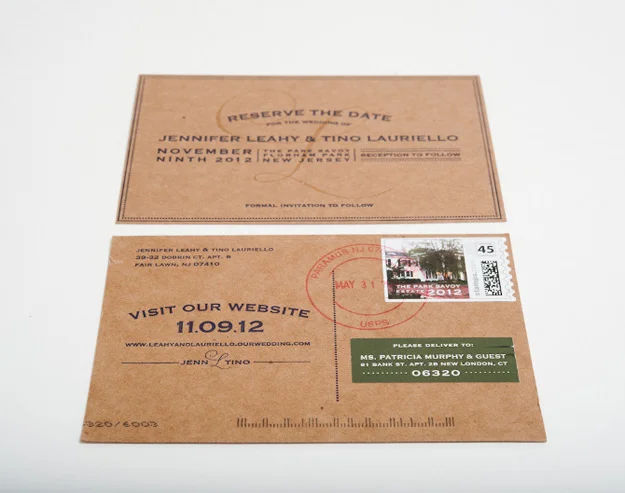 RESERVE THE DATE
FOR THE WEDDING OF
JENNIFER LEAHY & TINO LAURIELLO
NOVEMBER
NINTH 2012
THE PARK SAVOY
FLORHAM PARK
NEW JERSEY
RECEPTION TO FOLLOW
FORMAL INVITATION TO FOLLOW
JENNIFER LEAHY & TINO LAURIELLO
39-32 DOBKIN CT. APT. B
FAIR LAWN, NJ 07410
VISIT OUR WEBSITE
11.09.12
WWW.LEAHYANDLAURIELLO.OURWEDDING.COM
JENN L TINO
PARAMUS NJ
MAY 31
USPS
45
THE PARK SAVOY
ESTATE 2012
PLEASE DELIVER TO:
MS. PATRICIA MURPHY & GUEST
81 BANK ST. APT. 2B NEW LONDON, CT
06320